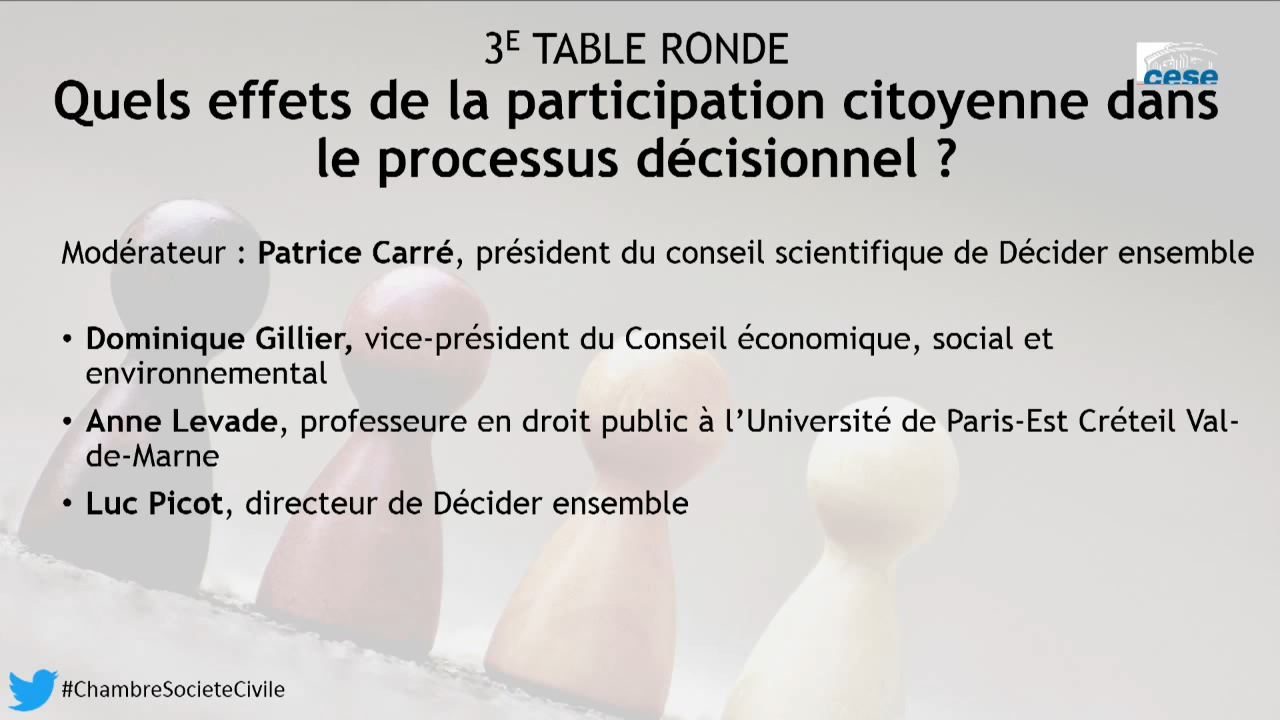 3E TABLE RONDE
cese
Quels effets de la participation citoyenne dans
le processus décisionnel ?
Modérateur : Patrice Carré, président du conseil scientifique de Décider ensemble
• Dominique Gillier, vice-président du Conseil économique, social et
environnemental
• Anne Levade, professeure en droit public à l’Université de Paris-Est Créteil Val-
de-Marne
• Luc Picot, directeur de Décider ensemble
#ChambreSocieteCivile